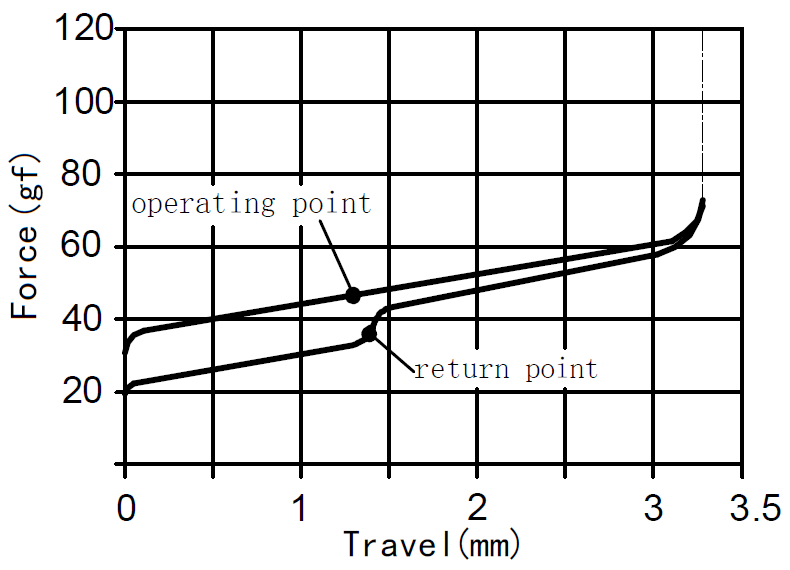 120
100
80
60
40
20
Force(gf)
operating point
return point
0 1 2 3 3.5
Travel(mm)